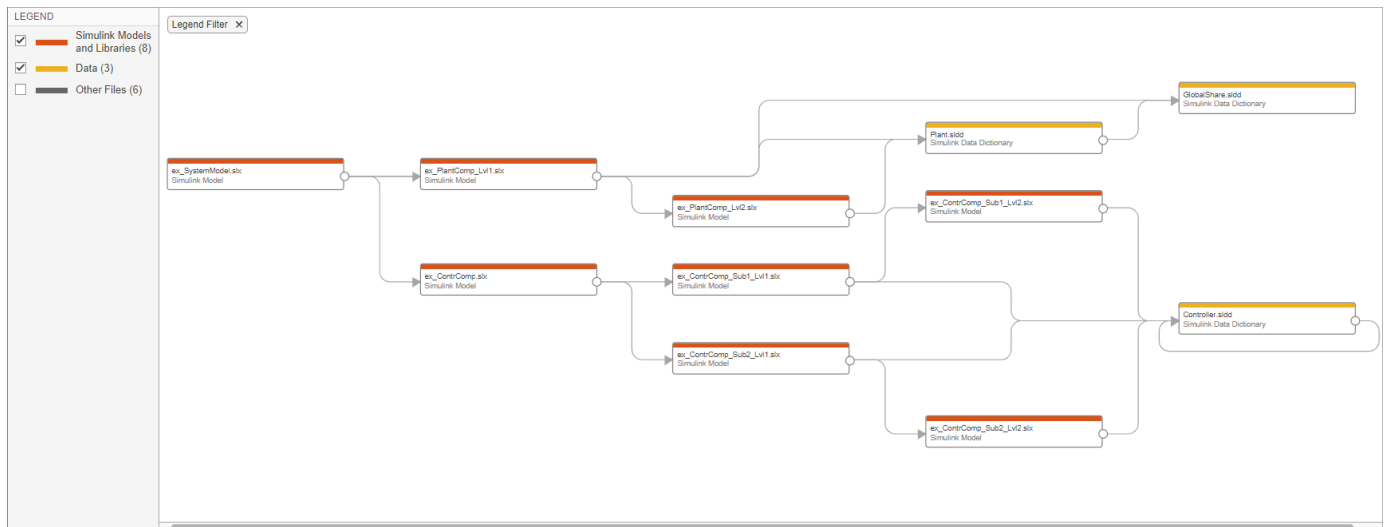 LEGEND
Simulink Models
and Libraries (8)
Data (3)
Other Files (6)
Legend Filter ×
GlobalShare.sldd
Simulink Data Dictionary
Plant.sldd
Simulink Data Dictionary
ex_SystemModel.slx
Simulink Model
ex_PlantComp_Lvl1.slx
Simulink Model
ex_PlantComp_Lvl2.slx
Simulink Model
ex_ContrComp_Sub1_Lvl2.slx
Simulink Model
ex_ContrComp.slx
Simulink Model
ex_ContrComp_Sub1_Lvl1.slx
Simulink Model
Controller.sldd
Simulink Data Dictionary
ex_ContrComp_Sub2_Lvl1.slx
Simulink Model
ex_ContrComp_Sub2_Lvl2.slx
Simulink Model